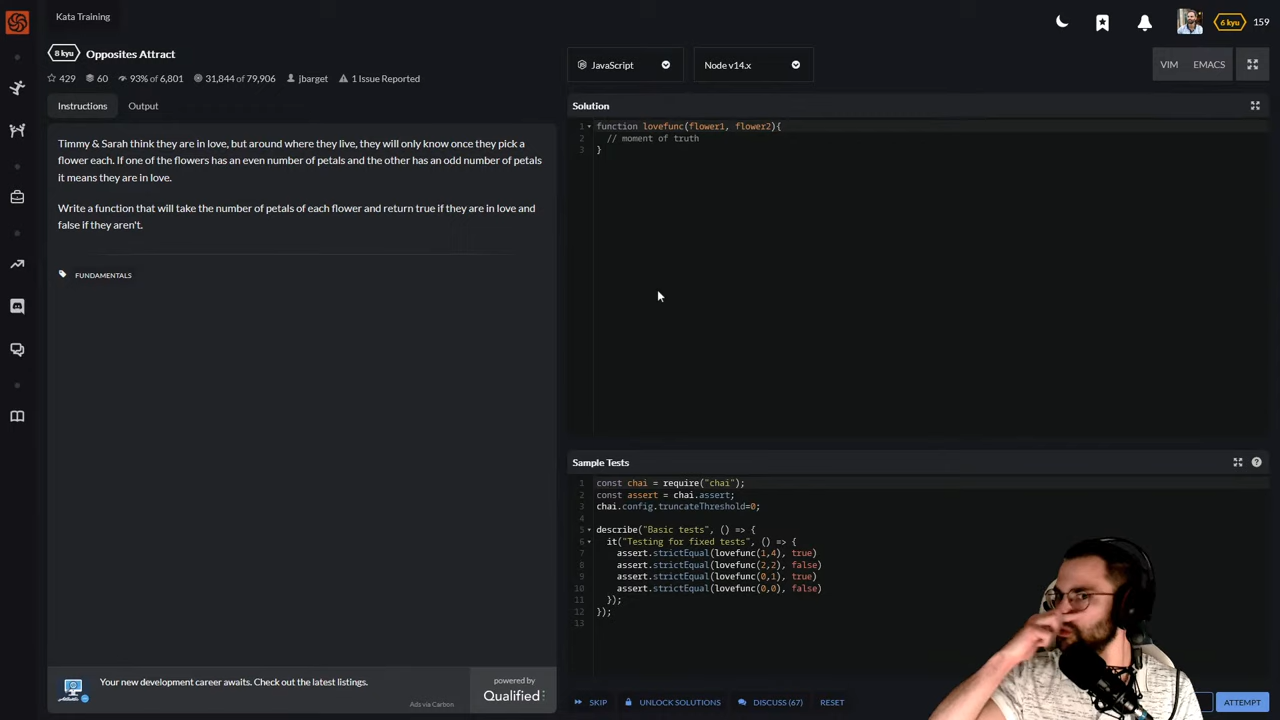 Kata Training
6 kyu 159
8 kyu Opposites Attract
429 60 93% of 6,801 31,844 of 79,906 jbarget 1 Issue Reported
JavaScript
Node v14.x
VIM EMACS
Instructions Output
Solution
1 function lovefunc(flower1, flower2){
2 // moment of truth
3 }
Timmy & Sarah think they are in love, but around where they live, they will only know once they pick a
flower each. If one of the flowers has an even number of petals and the other has an odd number of petals
it means they are in love.
Write a function that will take the number of petals of each flower and return true if they are in love and
false if they aren't.
FUNDAMENTALS
Sample Tests
1 const chai = require("chai");
2 const assert = chai.assert;
3 chai.config.truncateThreshold=0;
4
5 describe("Basic tests", () => {
6 it("Testing for fixed tests", () => {
7 assert.strictEqual(lovefunc(1,4), true)
8 assert.strictEqual(lovefunc(2,2), false)
9 assert.strictEqual(lovefunc(0,1), true)
10 assert.strictEqual(lovefunc(0,0), false)
11 });
12 });
13
Your new development career awaits. Check out the latest listings.
Ads via Carbon
powered by
Qualified
SKIP UNLOCK SOLUTIONS DISCUSS (67) RESET ATTEMPT